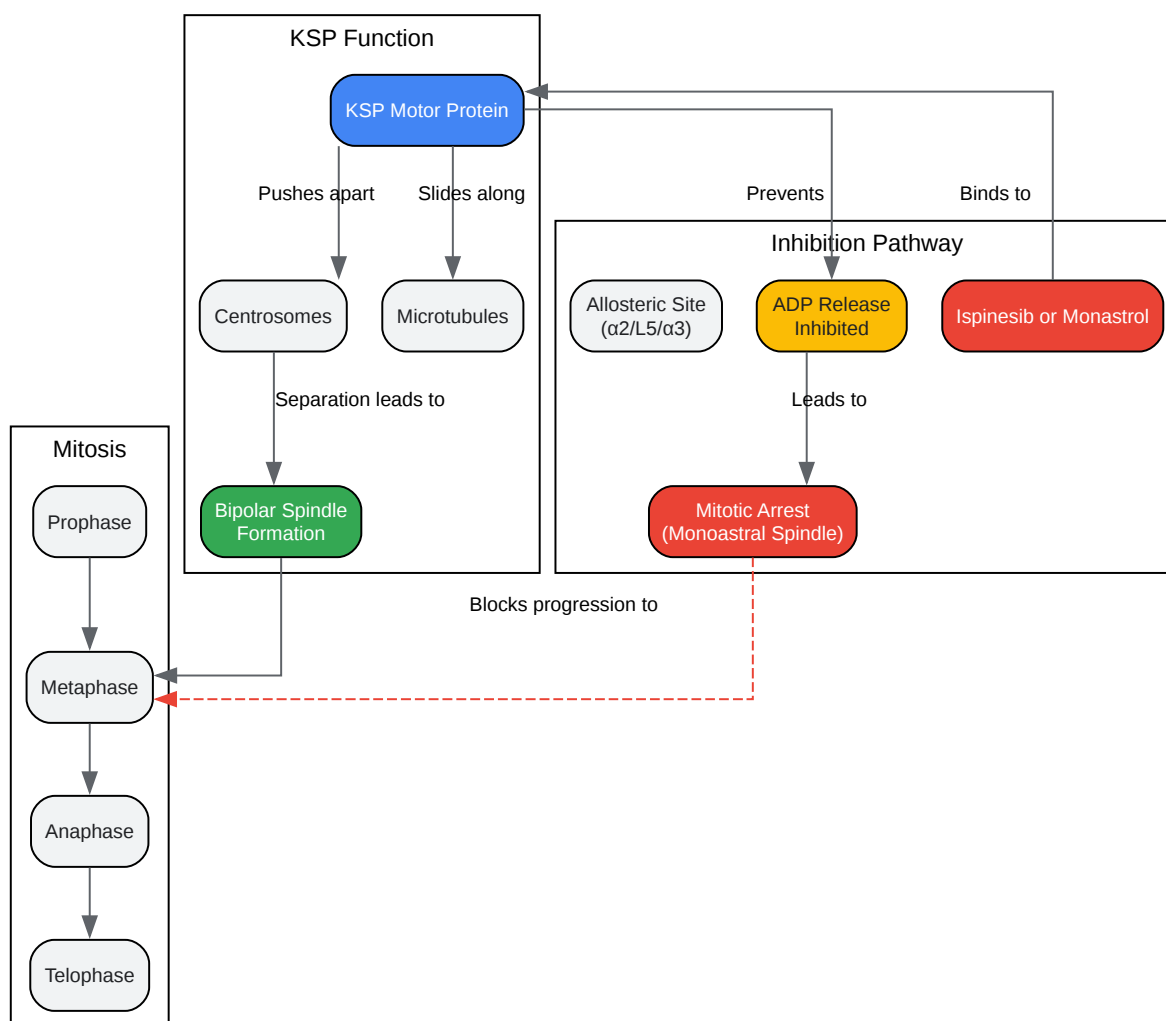 KSP Function
KSP Motor Protein
Pushes apart
Slides along
Prevents
Binds to
Inhibition Pathway
Centrosomes
Microtubules
Allosteric Site
(α2/L5/α3)
ADP Release
Inhibited
Ispinesib or Monastrol
Separation leads to
Leads to
Mitosis
Prophase
Bipolar Spindle
Formation
Mitotic Arrest
(Monoastral Spindle)
Blocks progression to
Metaphase
Anaphase
Telophase